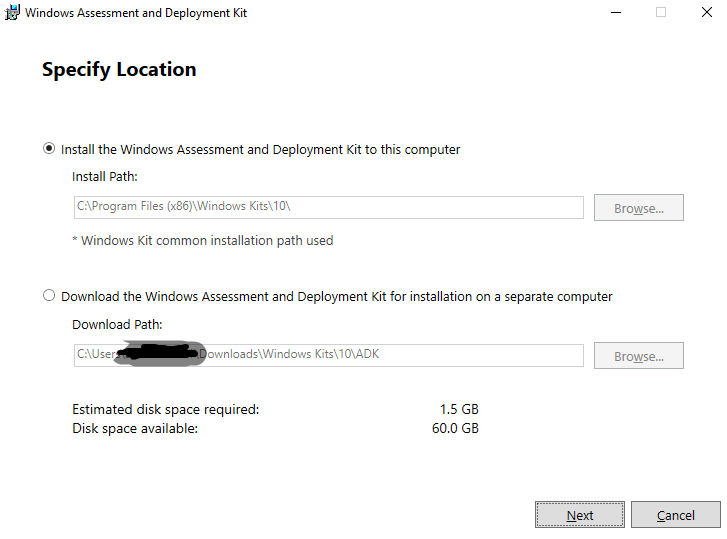 Windows Assessment and Deployment Kit
Specify Location
Install the Windows Assessment and Deployment Kit to this computer
Install Path:
C:\Program Files (x86)\Windows Kits\10\
Browse...
* Windows Kit common installation path used
Download the Windows Assessment and Deployment Kit for installation on a separate computer
Download Path:
C:\Users Downloads\Windows Kits\10\ADK
Browse...
Estimated disk space required: 1.5 GB
Disk space available: 60.0 GB
Next Cancel